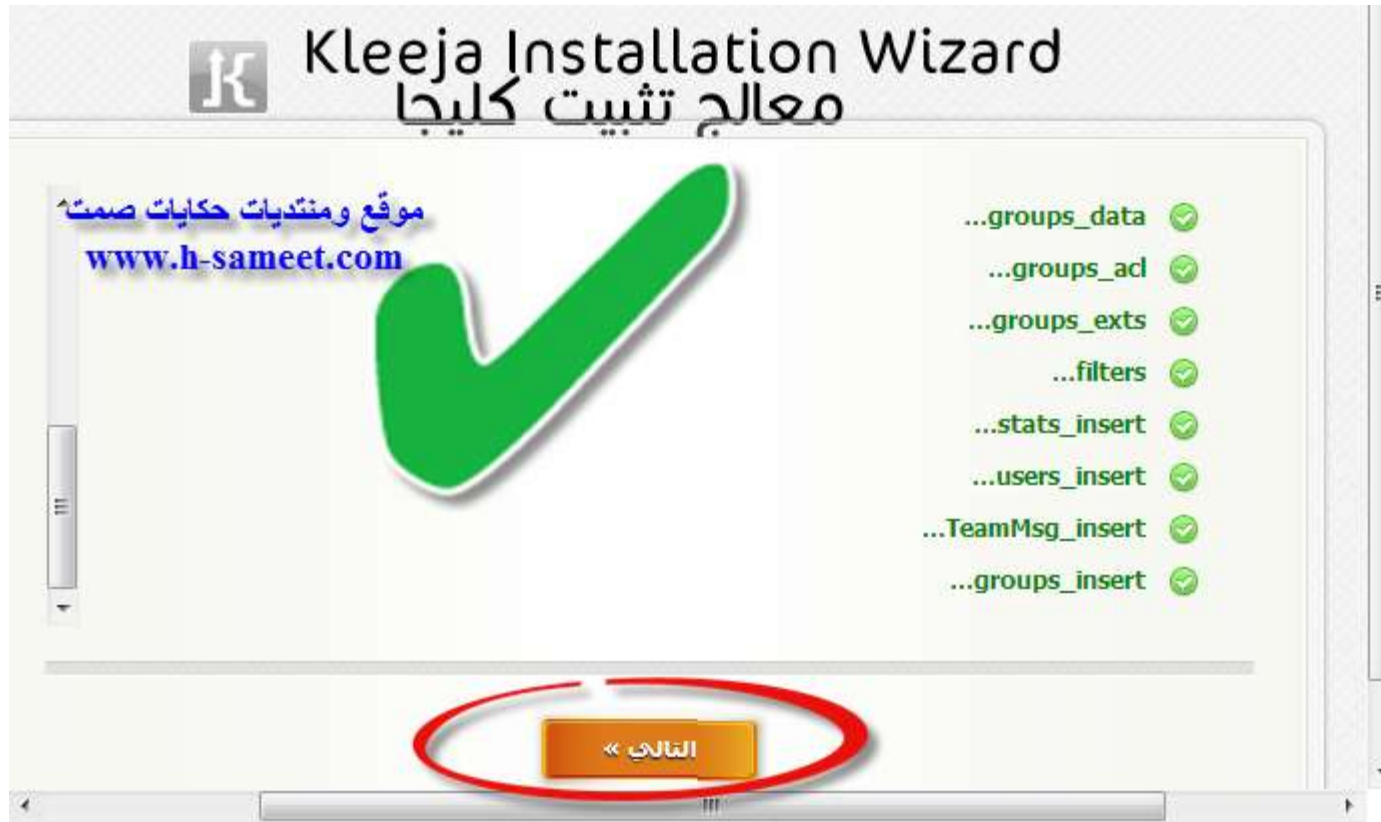 Kleeja Installation Wizard
معالج تثبيت كليجا
موقع ومنتديات حكايات صمت
www.h-sameet.com
...groups_data
...groups_acl
...groups_exts
...filters
...stats_insert
...users_insert
...TeamMsg_insert
...groups_insert
التالي »